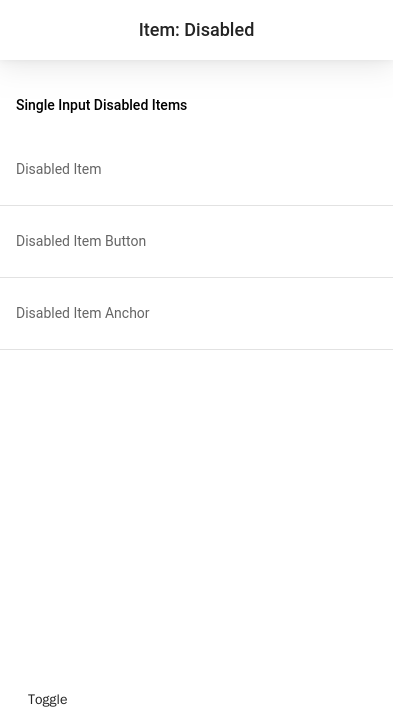 Item: Disabled
Single Input Disabled Items
Disabled Item
Disabled Item Button
Disabled Item Anchor
Toggle